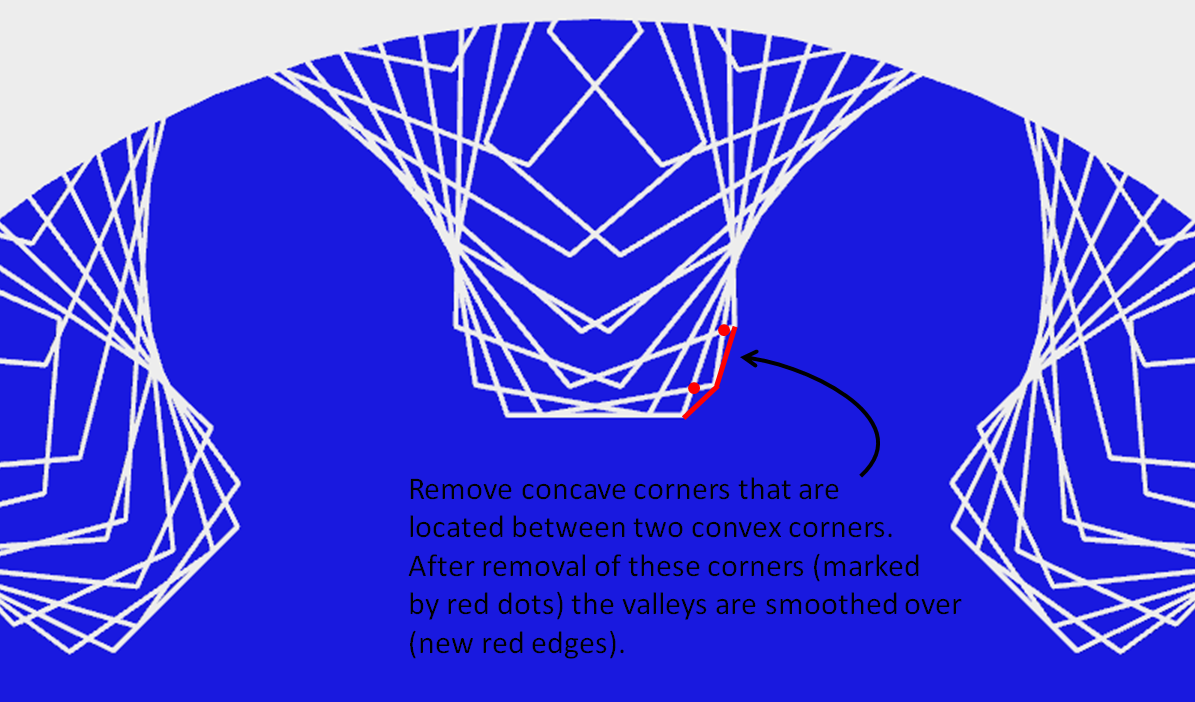 Remove concave corners that are
located between two convex corners.
After removal of these corners (marked
by red dots) the valleys are smoothed over
(new red edges).